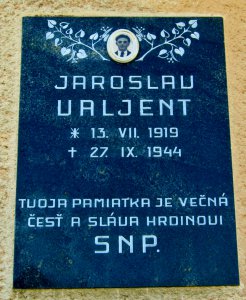 JAROSLAV
VALJENT
* 13. VII. 1919
† 27. IX. 1944
TVOJA PAMIATKA JE VEČNÁ
ČESŤ A SLÁVA HRDINOVI
SNP.